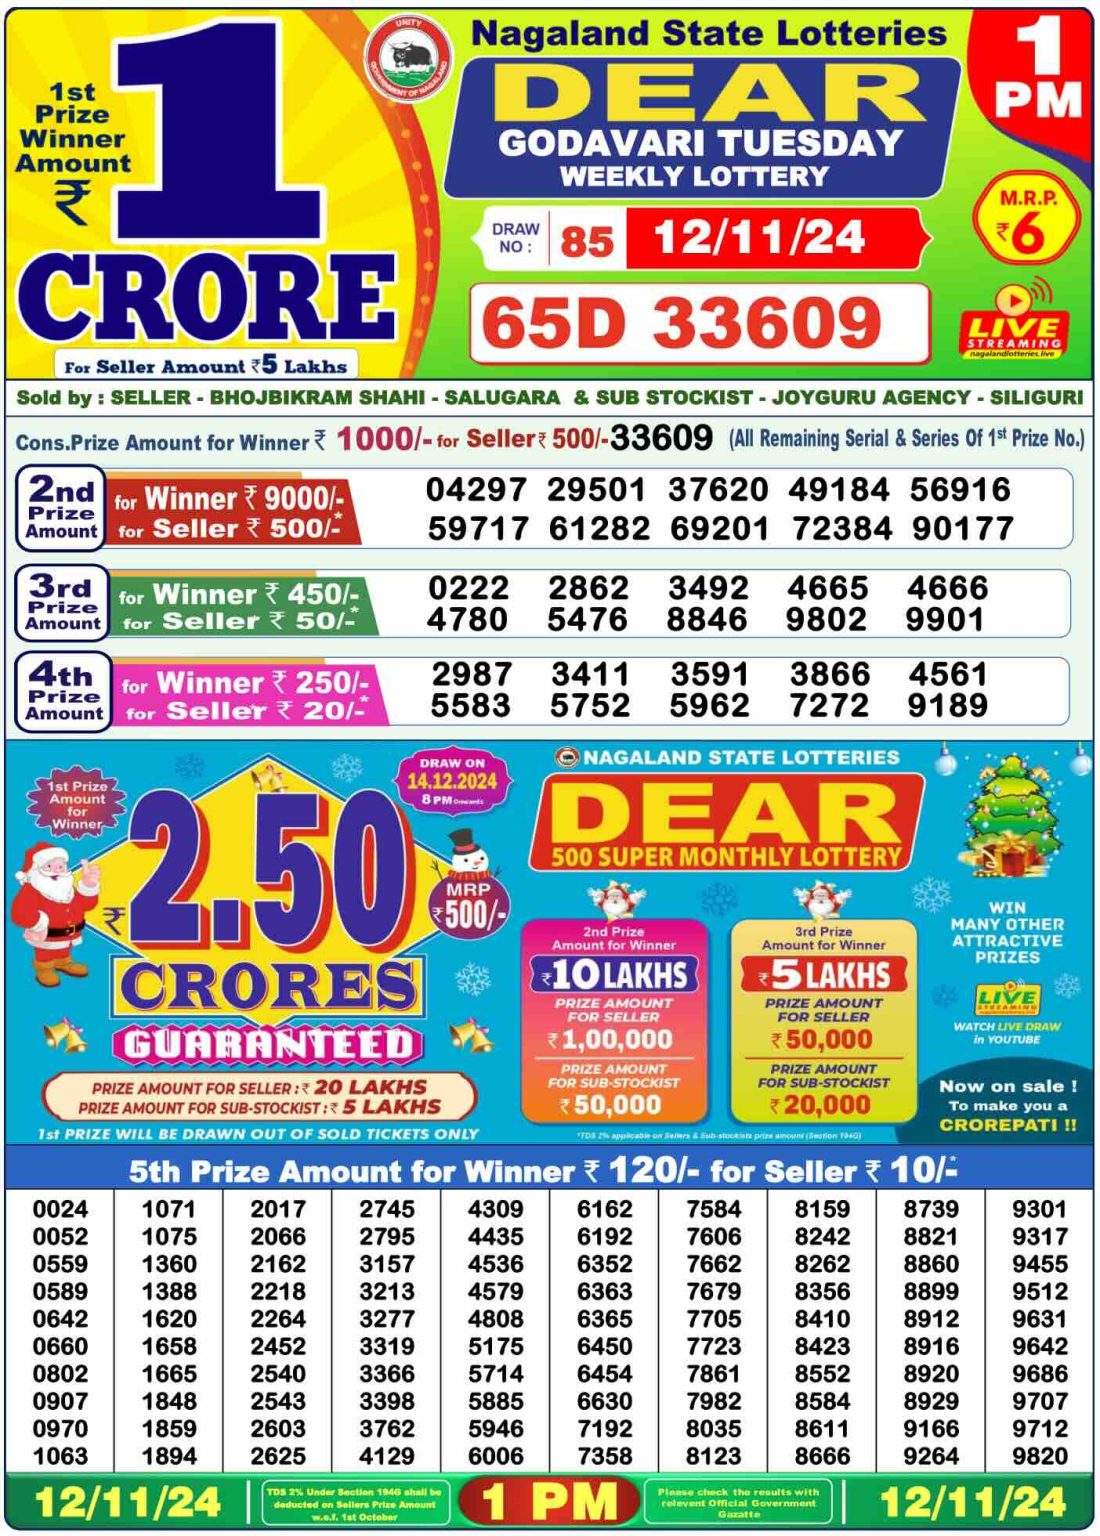 1st
Prize
Winner
Amount
₹
1
CRORE
For Seller Amount ₹5 Lakhs
UNITY
GOVERNMENT OF NAGALAND
Nagaland State Lotteries
DEAR
GODAVARI TUESDAY
WEEKLY LOTTERY
1
PM
DRAW
NO :
85
12/11/24
M.R.P.
₹6
65D 33609
LIVE
STREAMING
nagalandlotteries.live
Sold by : SELLER - BHOJBIKRAM SHAHI - SALUGARA & SUB STOCKIST - JOYGURU AGENCY - SILIGURI
Cons.Prize Amount for Winner ₹ 1000/- for Seller ₹ 500/- 33609 (All Remaining Serial & Series Of 1st Prize No.)
2nd
Prize
Amount
for Winner ₹ 9000/-
for Seller ₹ 500/-*
04297 29501 37620 49184 56916
59717 61282 69201 72384 90177
3rd
Prize
Amount
for Winner ₹ 450/-
for Seller ₹ 50/-*
0222 2862 3492 4665 4666
4780 5476 8846 9802 9901
4th
Prize
Amount
for Winner ₹ 250/-
for Seller ₹ 20/-*
2987 3411 3591 3866 4561
5583 5752 5962 7272 9189
1st Prize
Amount
for
Winner
₹2.50
CRORES
GUARANTEED
DRAW ON
14.12.2024
8 PM Onwards
MRP
₹500/-
PRIZE AMOUNT FOR SELLER : ₹ 20 LAKHS
PRIZE AMOUNT FOR SUB-STOCKIST : ₹ 5 LAKHS
1st PRIZE WILL BE DRAWN OUT OF SOLD TICKETS ONLY
NAGALAND STATE LOTTERIES
DEAR
500 SUPER MONTHLY LOTTERY
2nd Prize
Amount for Winner
₹10 LAKHS
PRIZE AMOUNT
FOR SELLER
₹1,00,000
PRIZE AMOUNT
FOR SUB-STOCKIST
₹50,000
3rd Prize
Amount for Winner
₹5 LAKHS
PRIZE AMOUNT
FOR SELLER
₹50,000
PRIZE AMOUNT
FOR SUB-STOCKIST
₹20,000
*TDS 2% applicable on Sellers & Sub-stockists prize amount (Section 194G)
WIN
MANY OTHER
ATTRACTIVE
PRIZES
LIVE
STREAMING
WATCH LIVE DRAW
in YOUTUBE
Now on sale !
To make you a
CROREPATI !!
5th Prize Amount for Winner ₹ 120/- for Seller ₹ 10/-*
0024 1071 2017 2745 4309 6162 7584 8159 8739 9301
0052 1075 2066 2795 4435 6192 7606 8242 8821 9317
0559 1360 2162 3157 4536 6352 7662 8262 8860 9455
0589 1388 2218 3213 4579 6363 7679 8356 8899 9512
0642 1620 2264 3277 4808 6365 7705 8410 8912 9631
0660 1658 2452 3319 5175 6450 7723 8423 8916 9642
0802 1665 2540 3366 5714 6454 7861 8552 8920 9686
0907 1848 2543 3398 5885 6630 7982 8584 8929 9707
0970 1859 2603 3762 5946 7192 8035 8611 9166 9712
1063 1894 2625 4129 6006 7358 8123 8666 9264 9820
12/11/24
TDS 2% Under Section 194G shall be
deducted on Sellers Prize Amount
w.e.f. 1st October
1 PM
Please check the results with
relevent Official Government
Gazatte
12/11/24